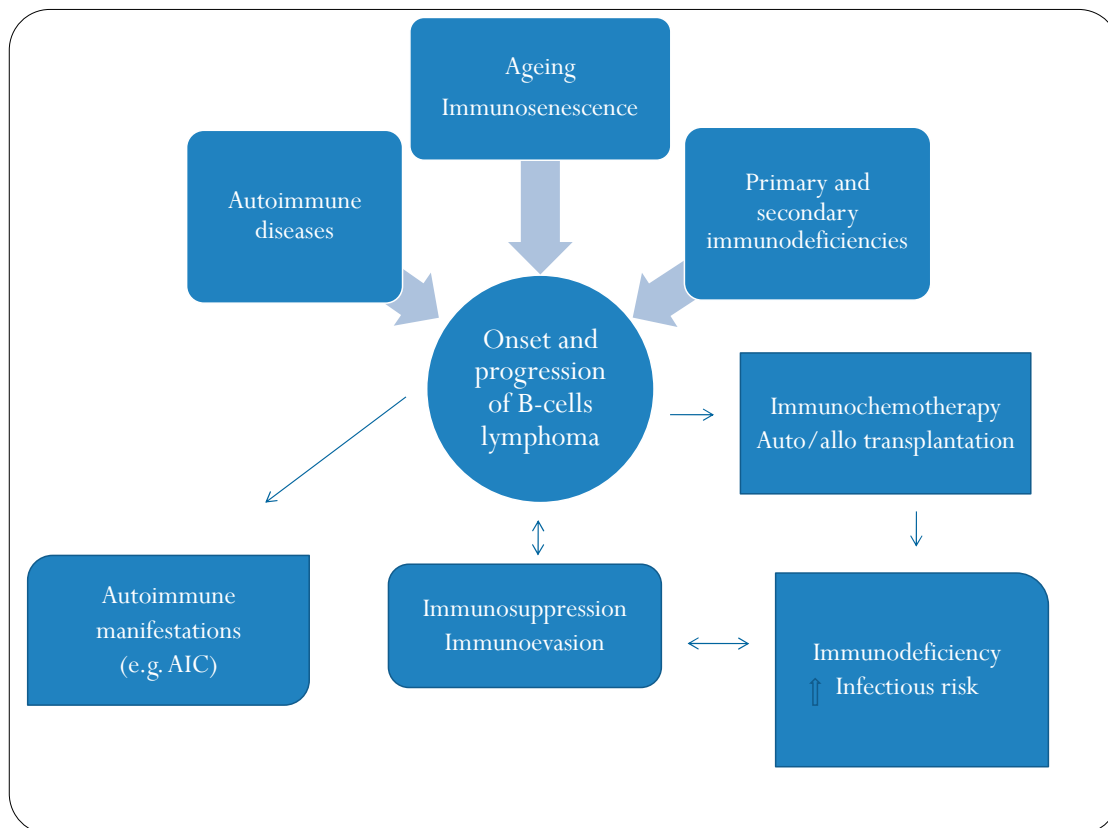 Ageing
Immunosenescence
Autoimmune
diseases
Primary and
secondary
immunodeficiencies
Onset and
progression
of B-cells
lymphoma
Immunochemotherapy
Auto/allo transplantation
Autoimmune
manifestations
(e.g. AIC)
Immunosuppression
Immunoevasion
Immunodeficiency
⇑ Infectious risk